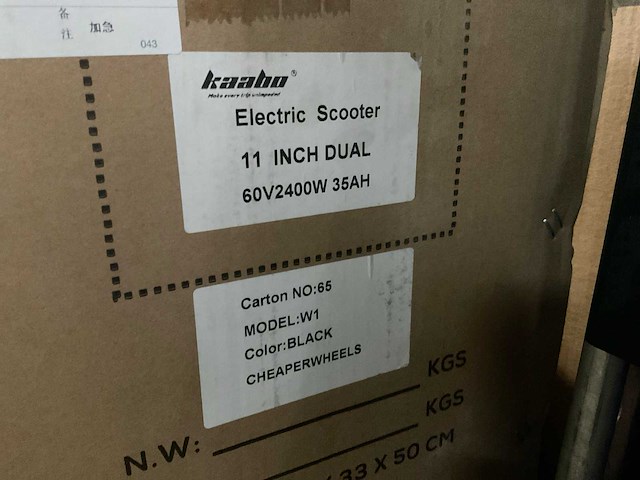 备 加急
注
043
kaabo®
Make every trip unimpeded
Electric Scooter
11 INCH DUAL
60V2400W 35AH
Carton NO:65
MODEL:W1
Color:BLACK
CHEAPERWHEELS
KGS
N.W: KGS
33 X 50 CM